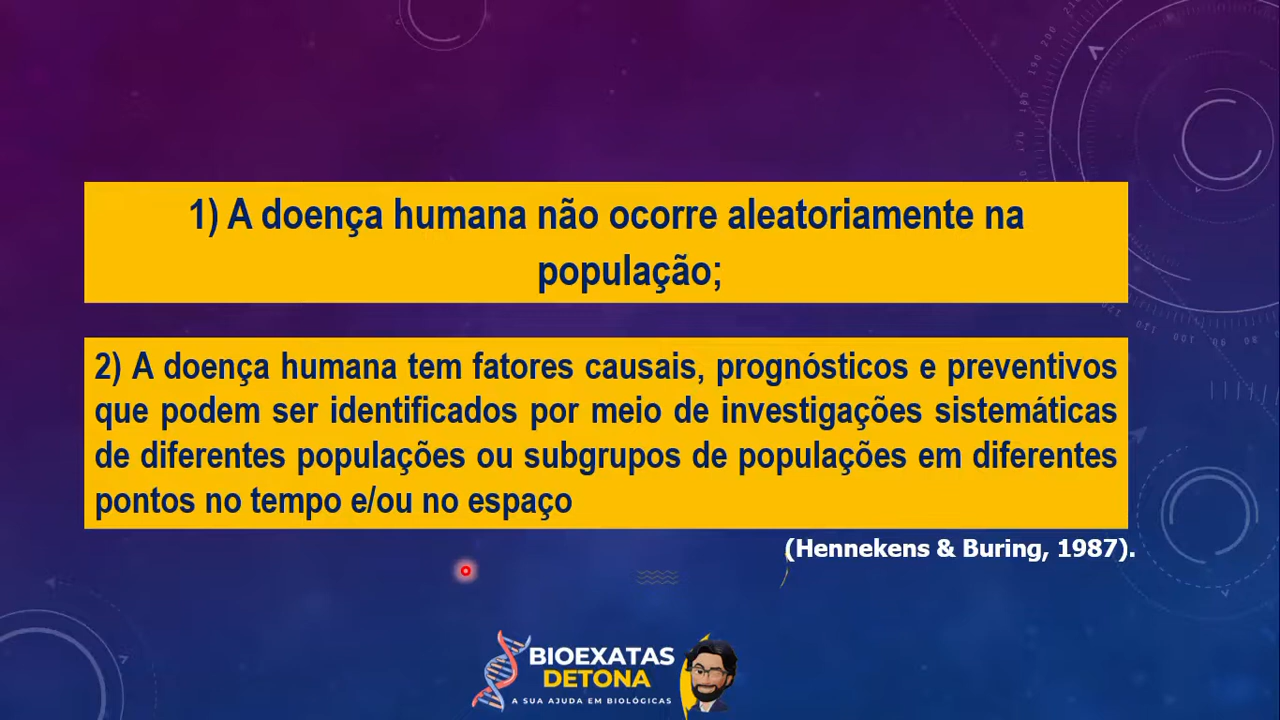 1) A doença humana não ocorre aleatoriamente na
população;
2) A doença humana tem fatores causais, prognósticos e preventivos
que podem ser identificados por meio de investigações sistemáticas
de diferentes populações ou subgrupos de populações em diferentes
pontos no tempo e/ou no espaço
(Hennekens & Buring, 1987).
BIOEXATAS
DETONA
A SUA AJUDA EM BIOLÓGICAS